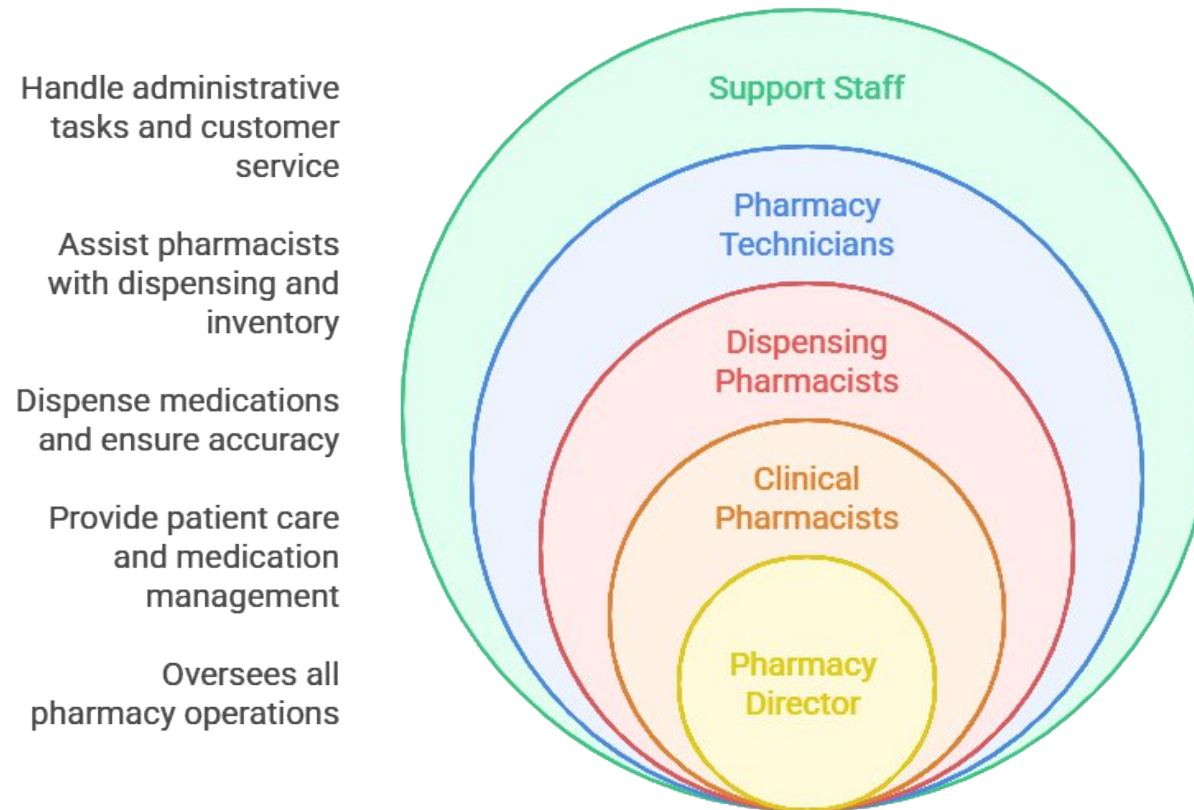 Handle administrative
tasks and customer
service
Support Staff
Assist pharmacists
with dispensing and
inventory
Pharmacy
Technicians
Dispense medications
and ensure accuracy
Dispensing
Pharmacists
Provide patient care
and medication
management
Clinical
Pharmacists
Oversees all
pharmacy operations
Pharmacy
Director